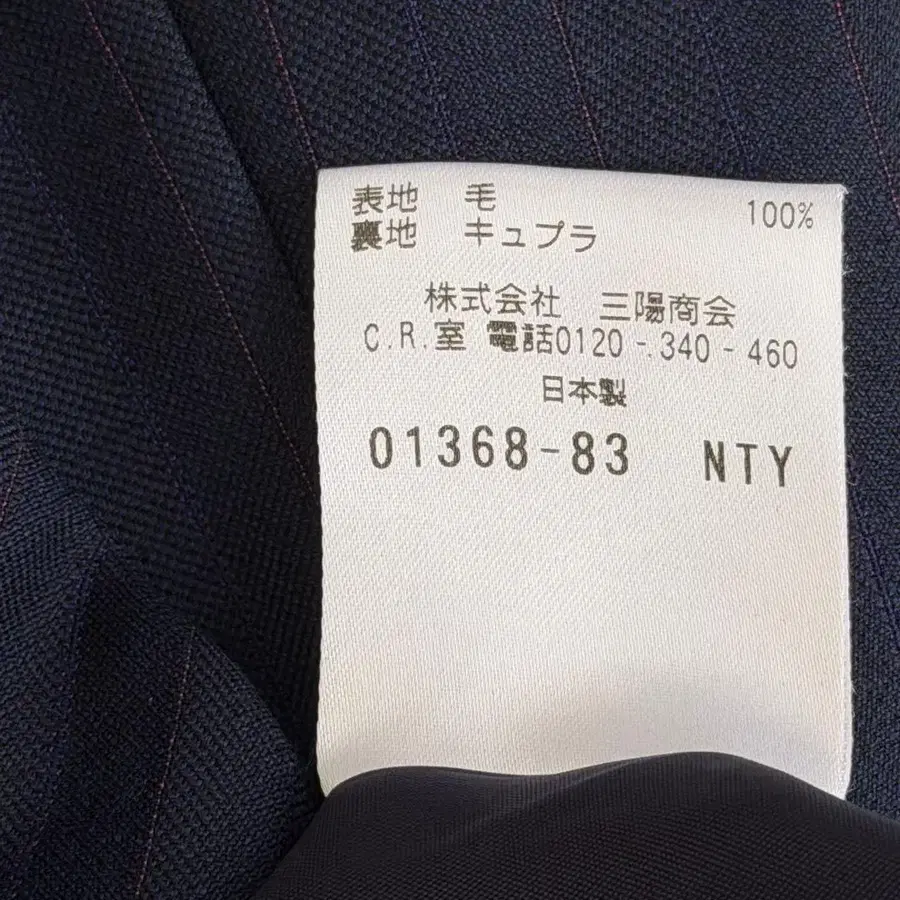 表地 毛 100%
裏地 キュプラ
株式会社 三陽商会
C.R.室 電話0120-.340-460
日本製
01368-83 NTY